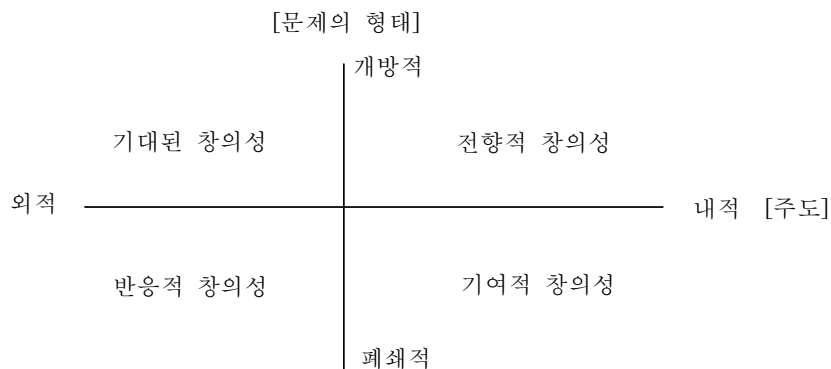 [문제의 형태]
개방적
기대된 창의성 전향적 창의성
외적 내적 [주도]
반응적 창의성 기여적 창의성
폐쇄적